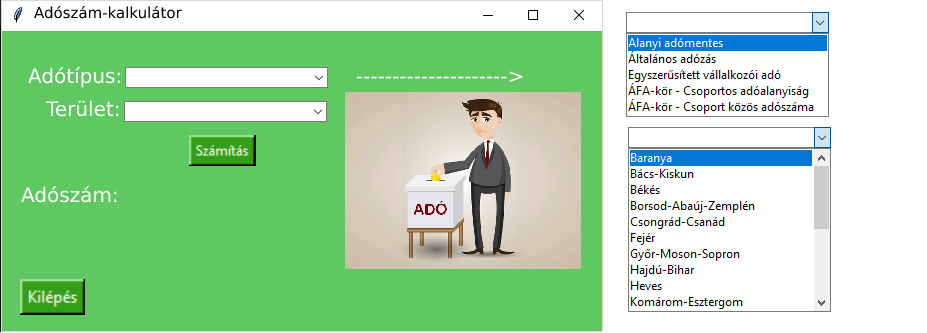 Adószám-kalkulátor
Adótípus:
-------------------->
Terület:
Számítás
Adószám:
ADÓ
Kilépés
Alanyi adómentes
Általános adózás
Egyszerűsített vállalkozói adó
ÁFA-kör - Csoportos adóalanyiság
ÁFA-kör - Csoport közös adószáma
Baranya
Bács-Kiskun
Békés
Borsod-Abaúj-Zemplén
Csongrád-Csanád
Fejér
Győr-Moson-Sopron
Hajdú-Bihar
Heves
Komárom-Esztergom